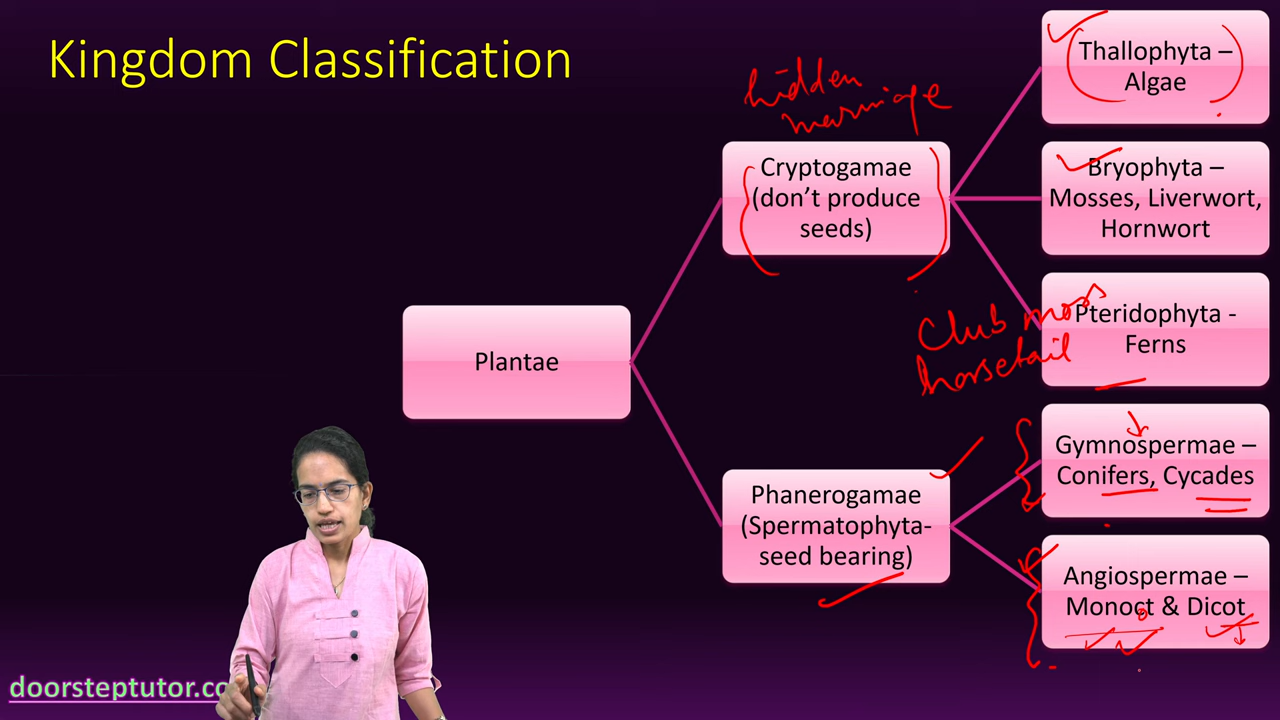 Kingdom Classification
hidden
marriage
Thallophyta –
Algae
Cryptogamae
(don’t produce
seeds)
Bryophyta –
Mosses, Liverwort,
Hornwort
Club moss
horsetail
Pteridophyta -
Ferns
Plantae
Gymnospermae –
Conifers, Cycades
Phanerogamae
(Spermatophyta-
seed bearing)
Angiospermae –
Monoct & Dicot
doorsteptutor.co